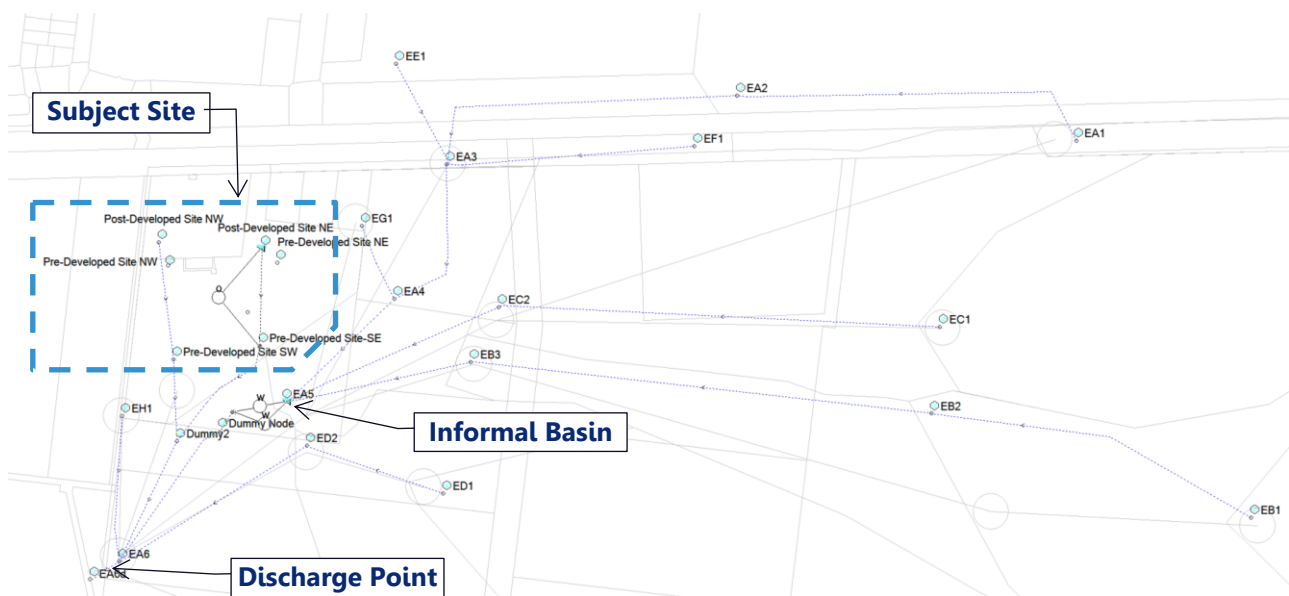 EE1
EA2
Subject Site
EA1
EF1
EA3
Post-Developed Site NW
EG1
Post-Developed Site NE
Pre-Developed Site NE
Pre-Developed Site NW
EA4
O
EC2
EC1
Pre-Developed Site-SE
Pre-Developed Site SW
EB3
EA5
W
EH1
EB2
W
Dummy Node
Dummy2
Informal Basin
ED2
ED1
EB1
EA6
EA6d
Discharge Point